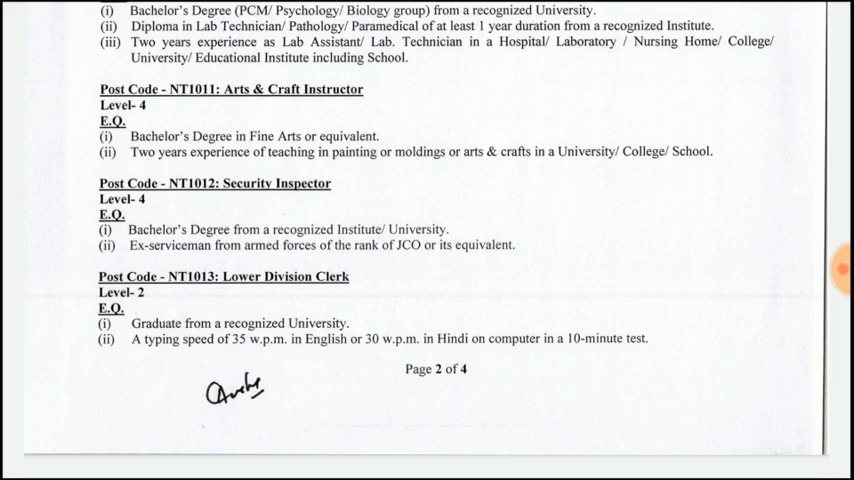 (i) Bachelor's Degree (PCM/ Psychology/ Biology group) from a recognized University.
(ii) Diploma in Lab Technician/ Pathology/ Paramedical of at least 1 year duration from a recognized Institute.
(iii) Two years experience as Lab Assistant/ Lab. Technician in a Hospital/ Laboratory / Nursing Home/ College/
University/ Educational Institute including School.
Post Code - NT1011: Arts & Craft Instructor
Level- 4
E.Q.
(i) Bachelor's Degree in Fine Arts or equivalent.
(ii) Two years experience of teaching in painting or moldings or arts & crafts in a University/ College/ School.
Post Code - NT1012: Security Inspector
Level- 4
E.Q.
(i) Bachelor's Degree from a recognized Institute/ University.
(ii) Ex-serviceman from armed forces of the rank of JCO or its equivalent.
Post Code - NT1013: Lower Division Clerk
Level- 2
E.Q.
(i) Graduate from a recognized University.
(ii) A typing speed of 35 w.p.m. in English or 30 w.p.m. in Hindi on computer in a 10-minute test.
Page 2 of 4